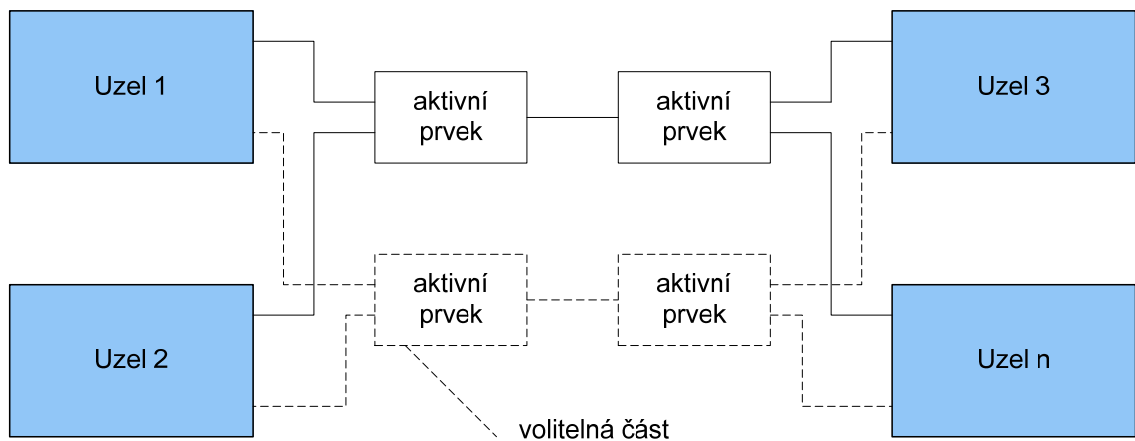 Uzel 1
aktivní
prvek
aktivní
prvek
Uzel 3
Uzel 2
aktivní
prvek
aktivní
prvek
Uzel n
volitelná část